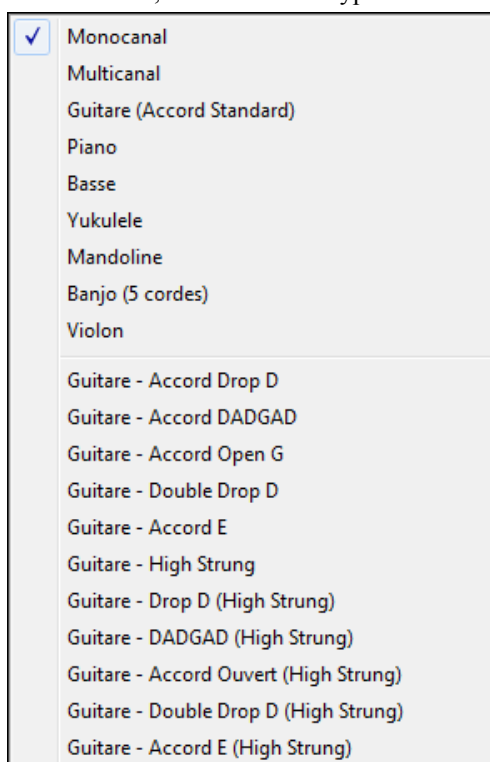 Monocanal
Multicanal
Guitare (Accord Standard)
Piano
Basse
Yukulele
Mandoline
Banjo (5 cordes)
Violon
Guitare - Accord Drop D
Guitare - Accord DADGAD
Guitare - Accord Open G
Guitare - Double Drop D
Guitare - Accord E
Guitare - High Strung
Guitare - Drop D (High Strung)
Guitare - DADGAD (High Strung)
Guitare - Accord Ouvert (High Strung)
Guitare - Double Drop D (High Strung)
Guitare - Accord E (High Strung)